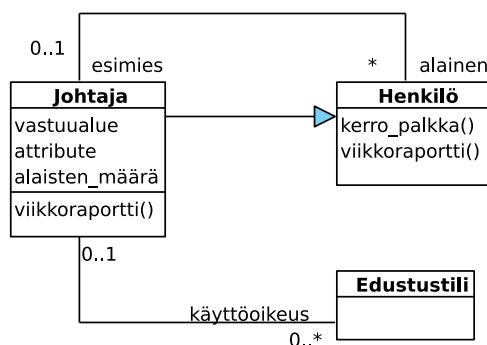 0..1
esimies
*
alainen
Johtaja
vastuualue
attribute
alaisten_määrä
viikkoraportti()
Henkilö
kerro_palkka()
viikkoraportti()
0..1
Edustustili
käyttöoikeus
0..*